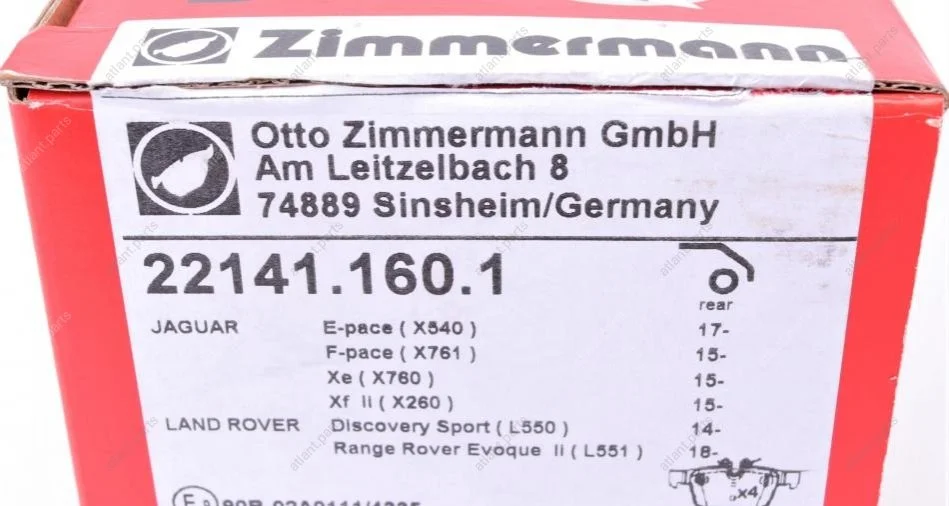 Zimmermann
Otto Zimmermann GmbH
Am Leitzelbach 8
74889 Sinsheim/Germany
22141.160.1
rear
JAGUAR E-pace ( X540 ) 17-
F-pace ( X761 ) 15-
Xe ( X760 ) 15-
Xf Ii ( X260 ) 15-
LAND ROVER Discovery Sport ( L550 ) 14-
Range Rover Evoque Ii ( L551 ) 18-
x4
atlant.parts